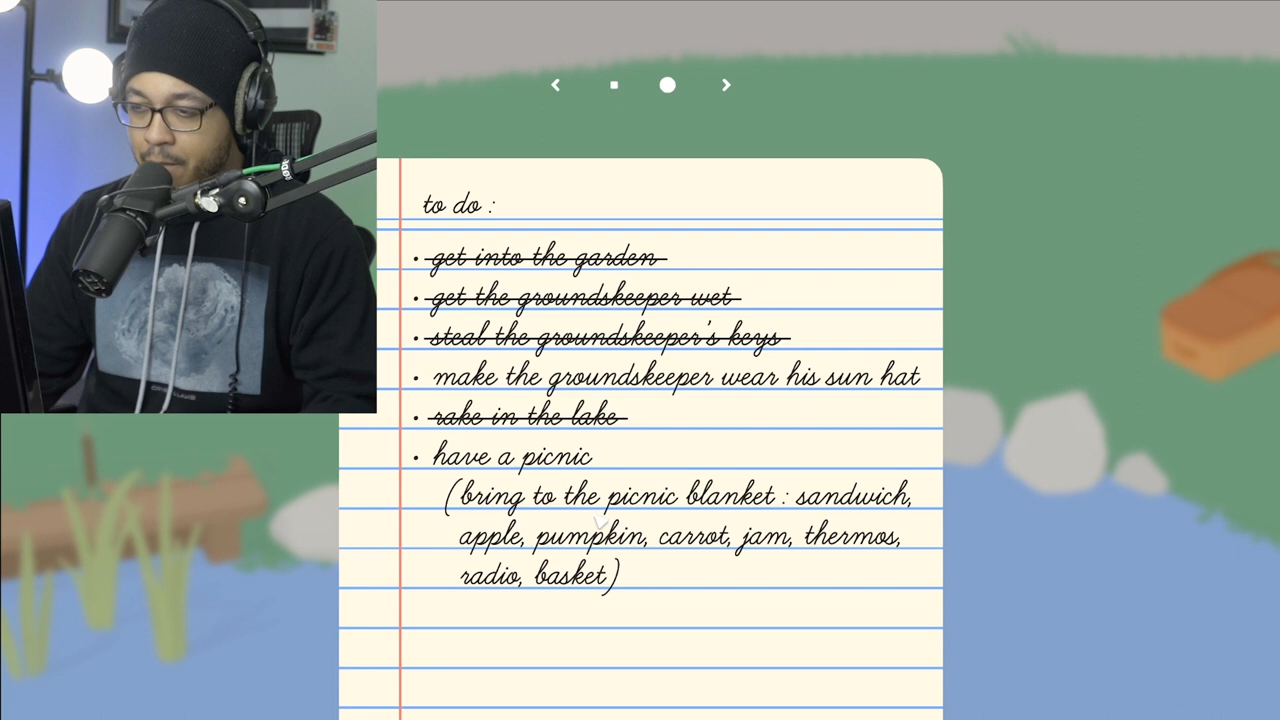 to do :
• get into the garden
• get the groundskeeper wet
• steal the groundskeeper's keys
• make the groundskeeper wear his sun hat
• rake in the lake
• have a picnic
(bring to the picnic blanket : sandwich,
apple, pumpkin, carrot, jam, thermos,
radio, basket)